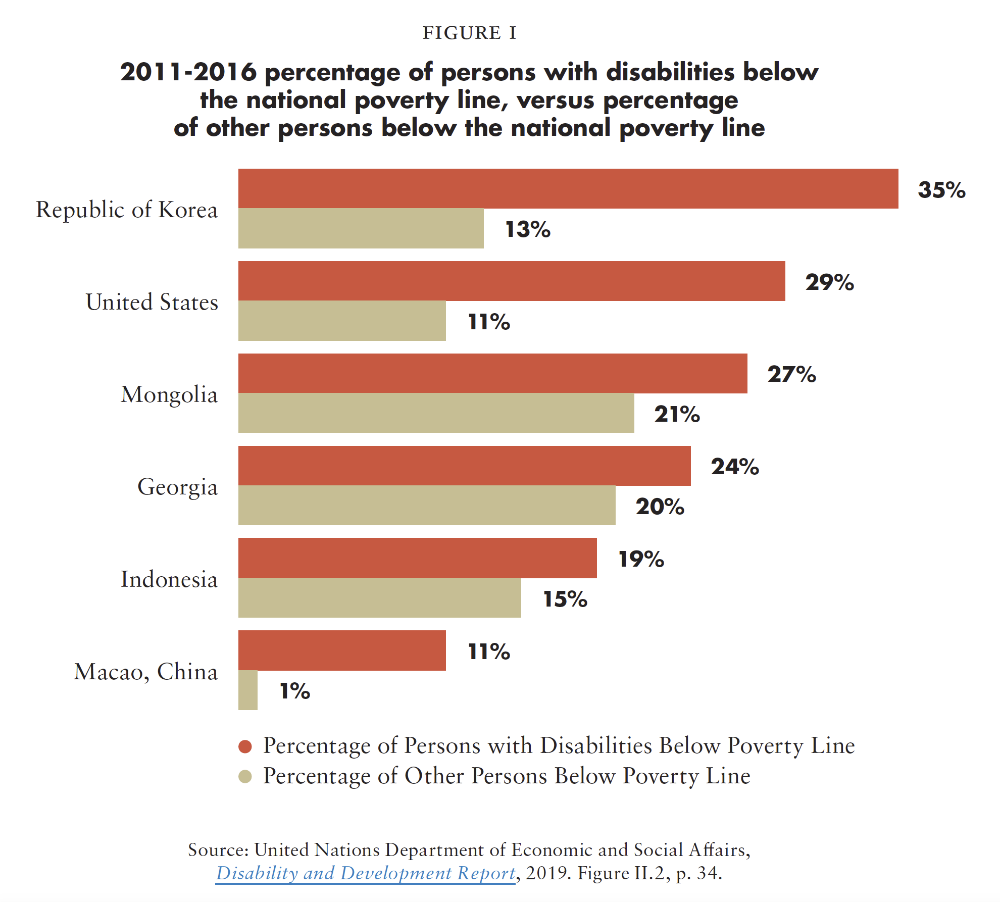 FIGURE I
2011-2016 percentage of persons with disabilities below
the national poverty line, versus percentage
of other persons below the national poverty line
Republic of Korea
35%
13%
United States
29%
11%
Mongolia
27%
21%
Georgia
24%
20%
Indonesia
19%
15%
Macao, China
11%
1%
Percentage of Persons with Disabilities Below Poverty Line
Percentage of Other Persons Below Poverty Line
Source: United Nations Department of Economic and Social Affairs,
Disability and Development Report, 2019. Figure II.2, p. 34.